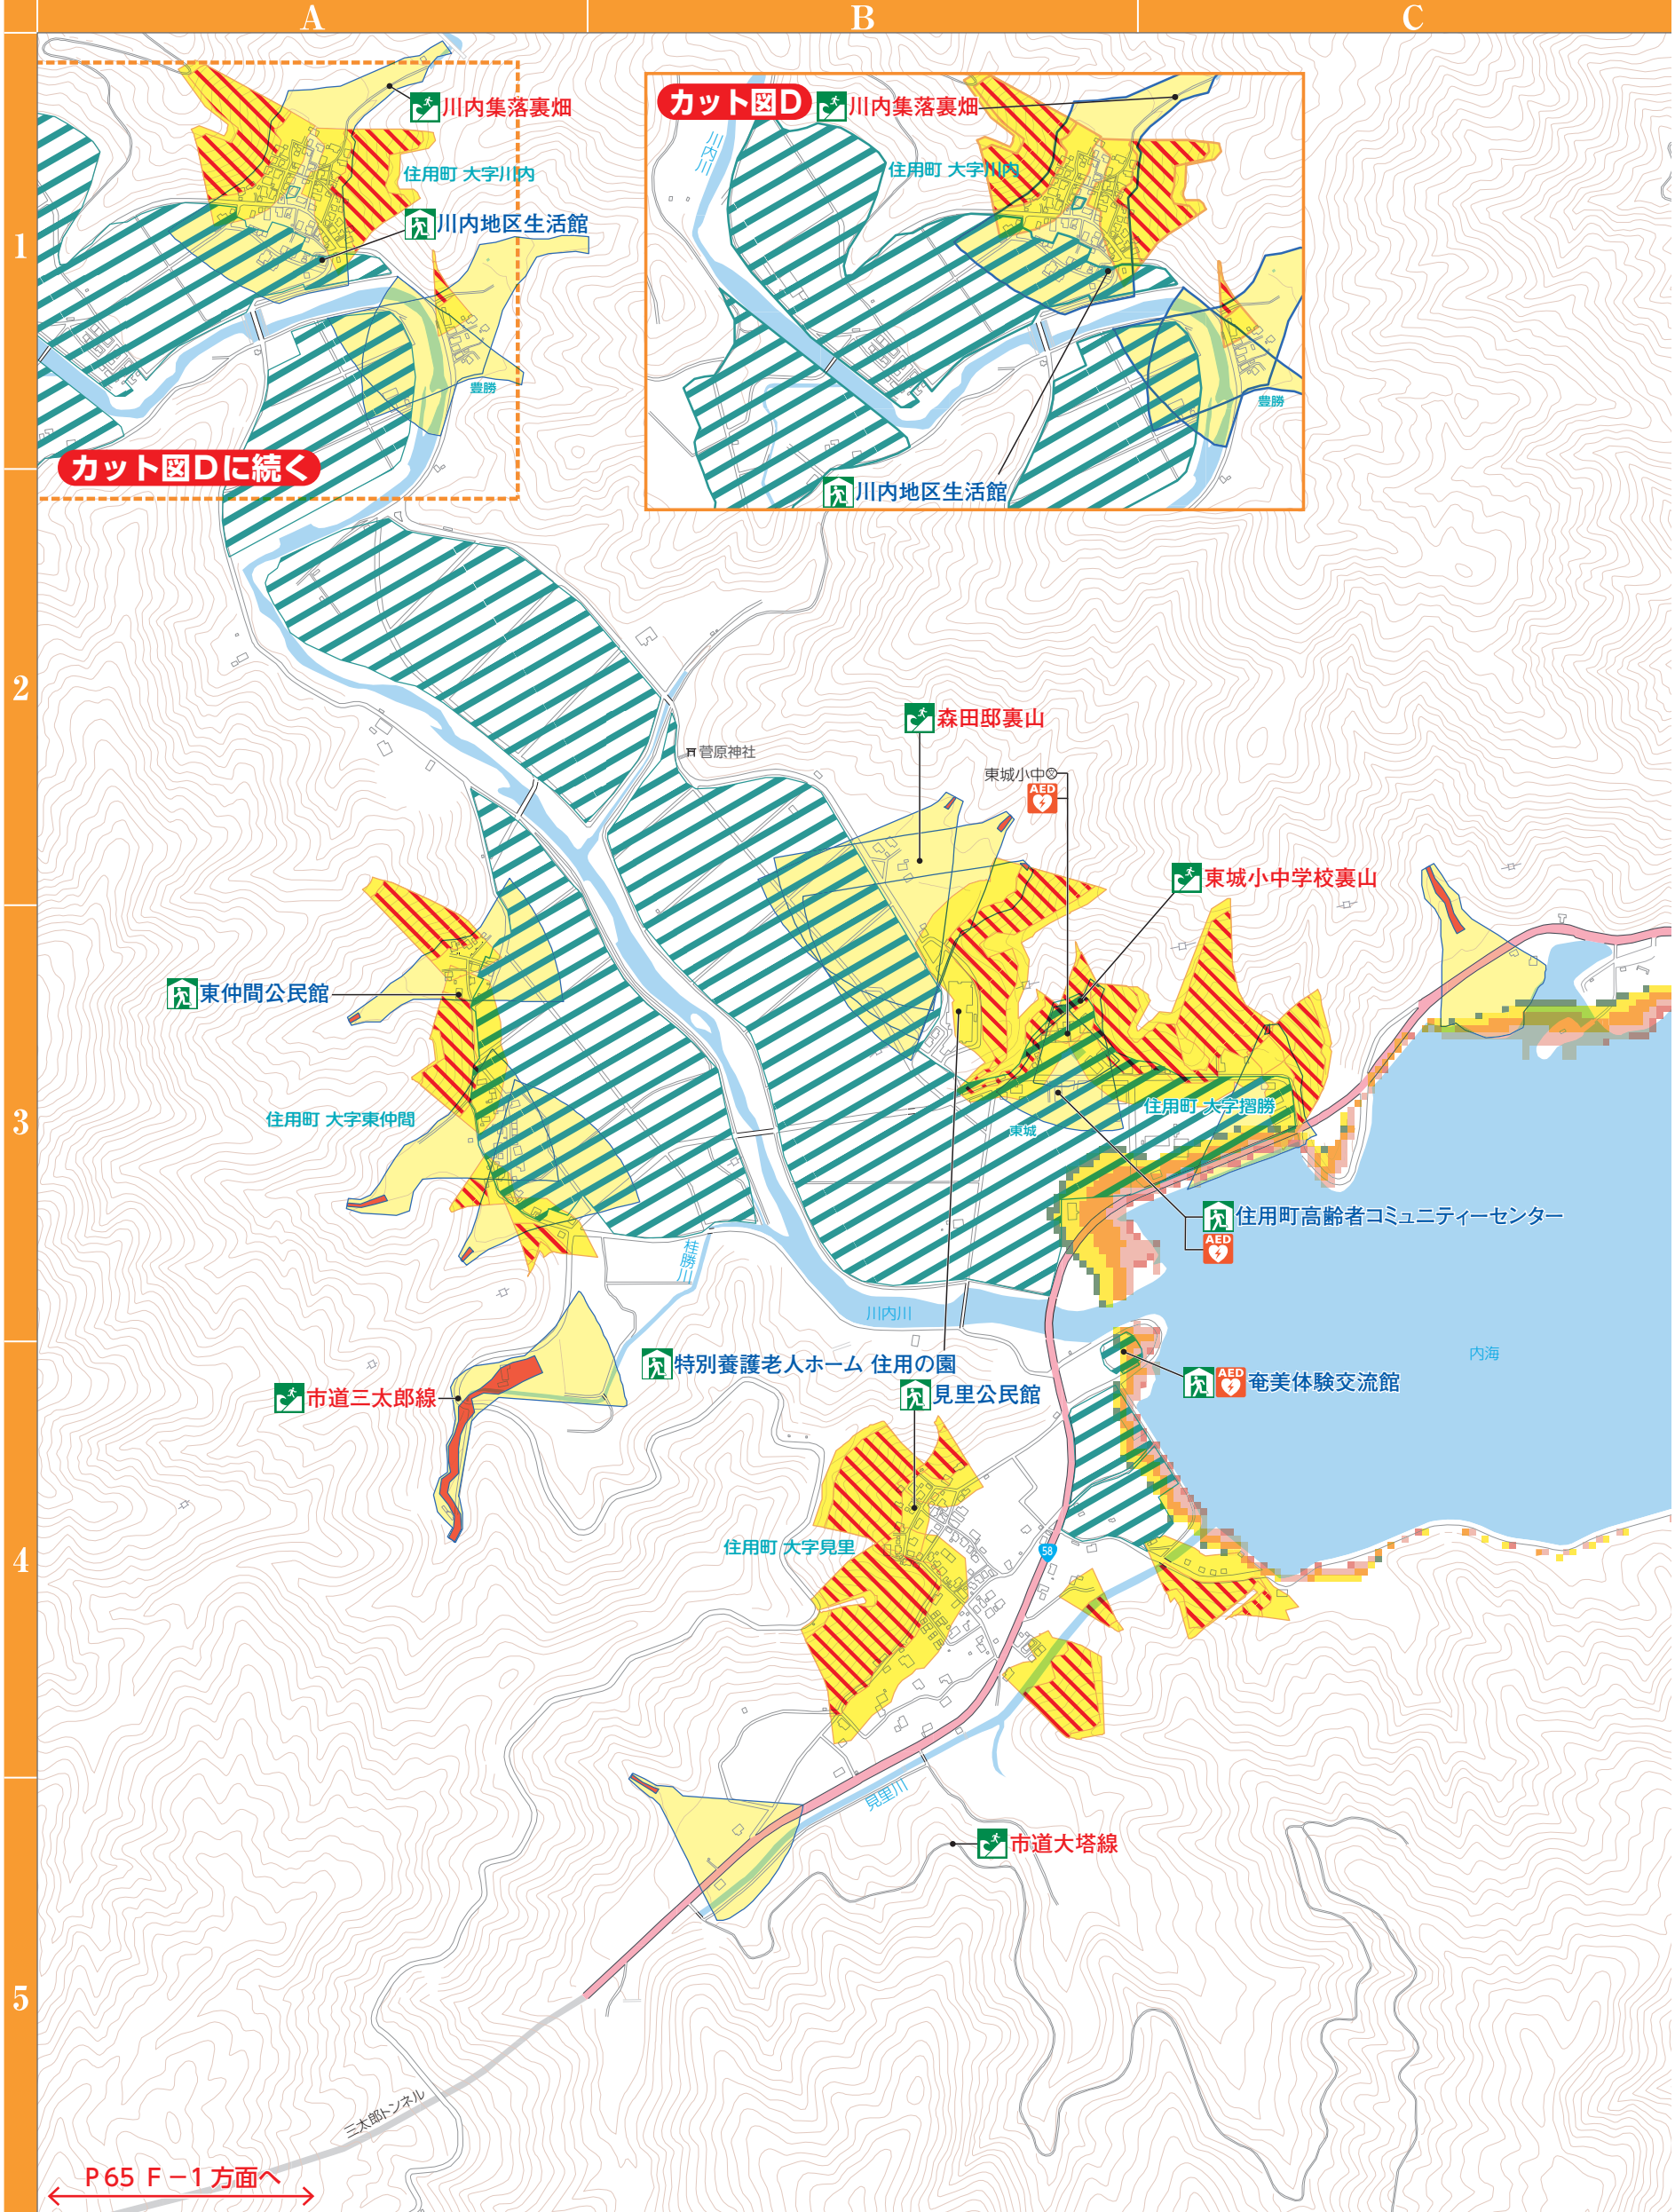 A
B
C
1
2
3
4
5
川内集落裏畑
住用町 大字川内
川内地区生活館
豊勝
カット図Dに続く
カット図D
川内集落裏畑
川内川
住用町 大字川内
豊勝
川内地区生活館
森田邸裏山
菅原神社
東城小中
AED
東城小中学校裏山
東仲間公民館
住用町 大字東仲間
住用町 大字摺勝
東城
住用町高齢者コミュニティーセンター
AED
桂勝川
川内川
内海
特別養護老人ホーム 住用の園
見里公民館
AED
奄美体験交流館
市道三太郎線
住用町 大字見里
58
見里川
市道大塔線
三太郎トンネル
P65 F－1 方面へ